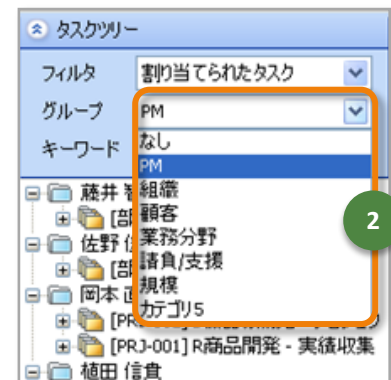 タスクツリー
フィルタ 割り当てられたタスク
グループ PM
キーワード なし
PM
藤井 組織
[部 顧客
佐野 業務分野
[部 請負/支援
岡本 規模
カテゴリ5
[PRJ-001] R商品開発 - 実績収集
植田 信貴
2